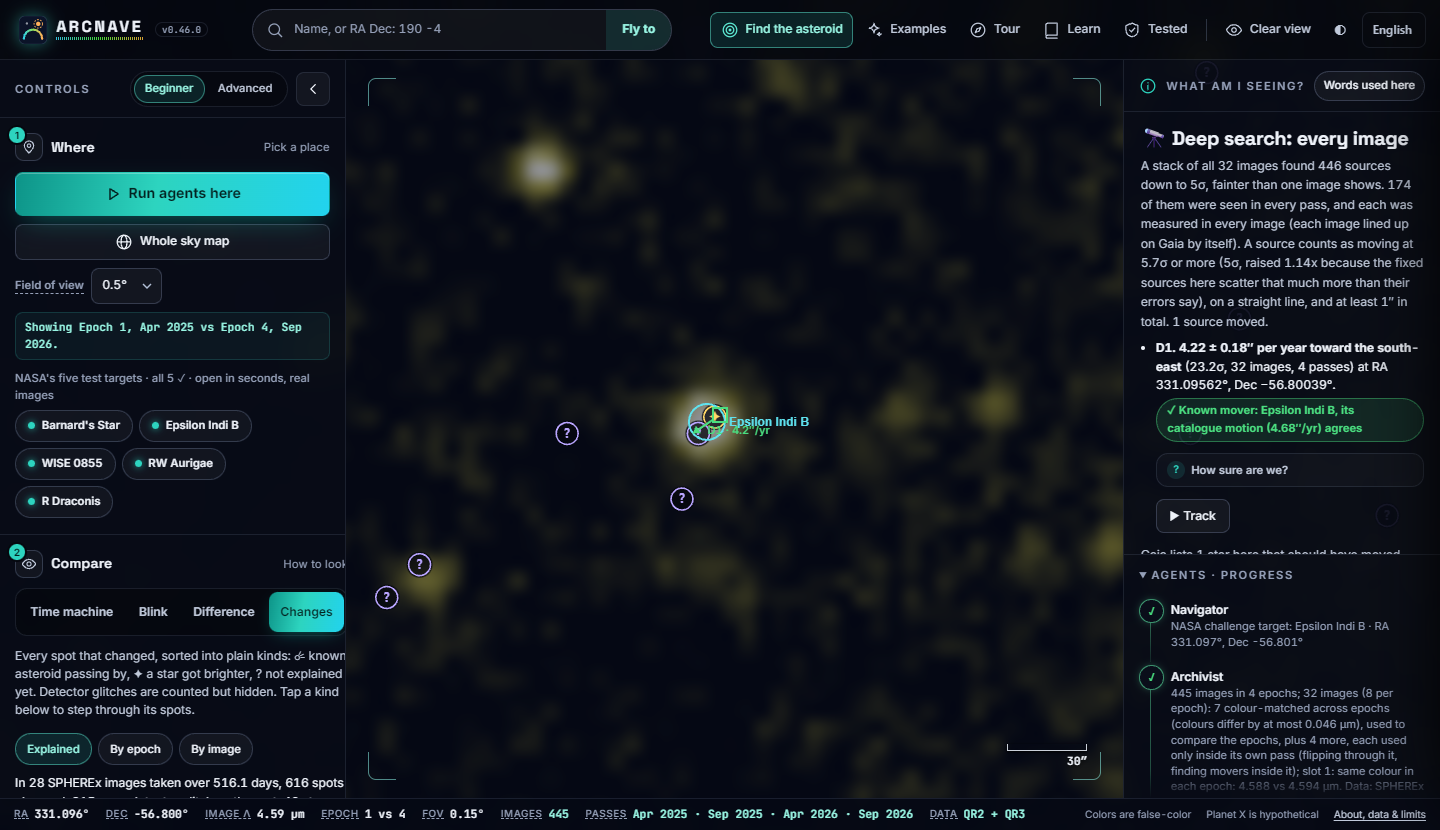 ARCNAVE v0.46.0
Name, or RA Dec: 190 -4 Fly to
Find the asteroid Examples Tour Learn Tested Clear view English
CONTROLS Beginner Advanced
1 Where Pick a place
Run agents here
Whole sky map
Field of view 0.5°
Showing Epoch 1, Apr 2025 vs Epoch 4, Sep
2026.
NASA's five test targets · all 5 ✓ · open in seconds, real
images
Barnard's Star Epsilon Indi B
WISE 0855 RW Aurigae
R Draconis
2 Compare How to look
Time machine Blink Difference Changes
Every spot that changed, sorted into plain kinds: ☄ known
asteroid passing by, ✦ a star got brighter, ? not explained
yet. Detector glitches are counted but hidden. Tap a kind
below to step through its spots.
Explained By epoch By image
In 28 SPHEREx images taken over 516.1 days, 616 spots
Epsilon Indi B
4.2″/yr
?
?
?
?
30″
WHAT AM I SEEING? Words used here
Deep search: every image
A stack of all 32 images found 446 sources
down to 5σ, fainter than one image shows. 174
of them were seen in every pass, and each was
measured in every image (each image lined up
on Gaia by itself). A source counts as moving at
5.7σ or more (5σ, raised 1.14x because the fixed
sources here scatter that much more than their
errors say), on a straight line, and at least 1″ in
total. 1 source moved.
• D1. 4.22 ± 0.18″ per year toward the south-
east (23.2σ, 32 images, 4 passes) at RA
331.09562°, Dec −56.80039°.
✓ Known mover: Epsilon Indi B, its
catalogue motion (4.68″/yr) agrees
? How sure are we?
▶ Track
Gaia lists 1 star here that should have moved
▼ AGENTS · PROGRESS
✓ Navigator
NASA challenge target: Epsilon Indi B · RA
331.097°, Dec −56.801°
✓ Archivist
445 images in 4 epochs; 32 images (8 per
epoch): 7 colour-matched across epochs
(colours differ by at most 0.046 μm), used to
compare the epochs, plus 4 more, each used
only inside its own pass (flipping through it,
finding movers inside it); slot 1: same colour in
each epoch: 4.588 vs 4.594 μm. Data: SPHEREx
RA 331.096° DEC -56.800° IMAGE Λ 4.59 μm EPOCH 1 vs 4 FOV 0.15° IMAGES 445 PASSES Apr 2025 · Sep 2025 · Apr 2026 · Sep 2026 DATA QR2 + QR3 Colors are false-color Planet X is hypothetical About, data & limits